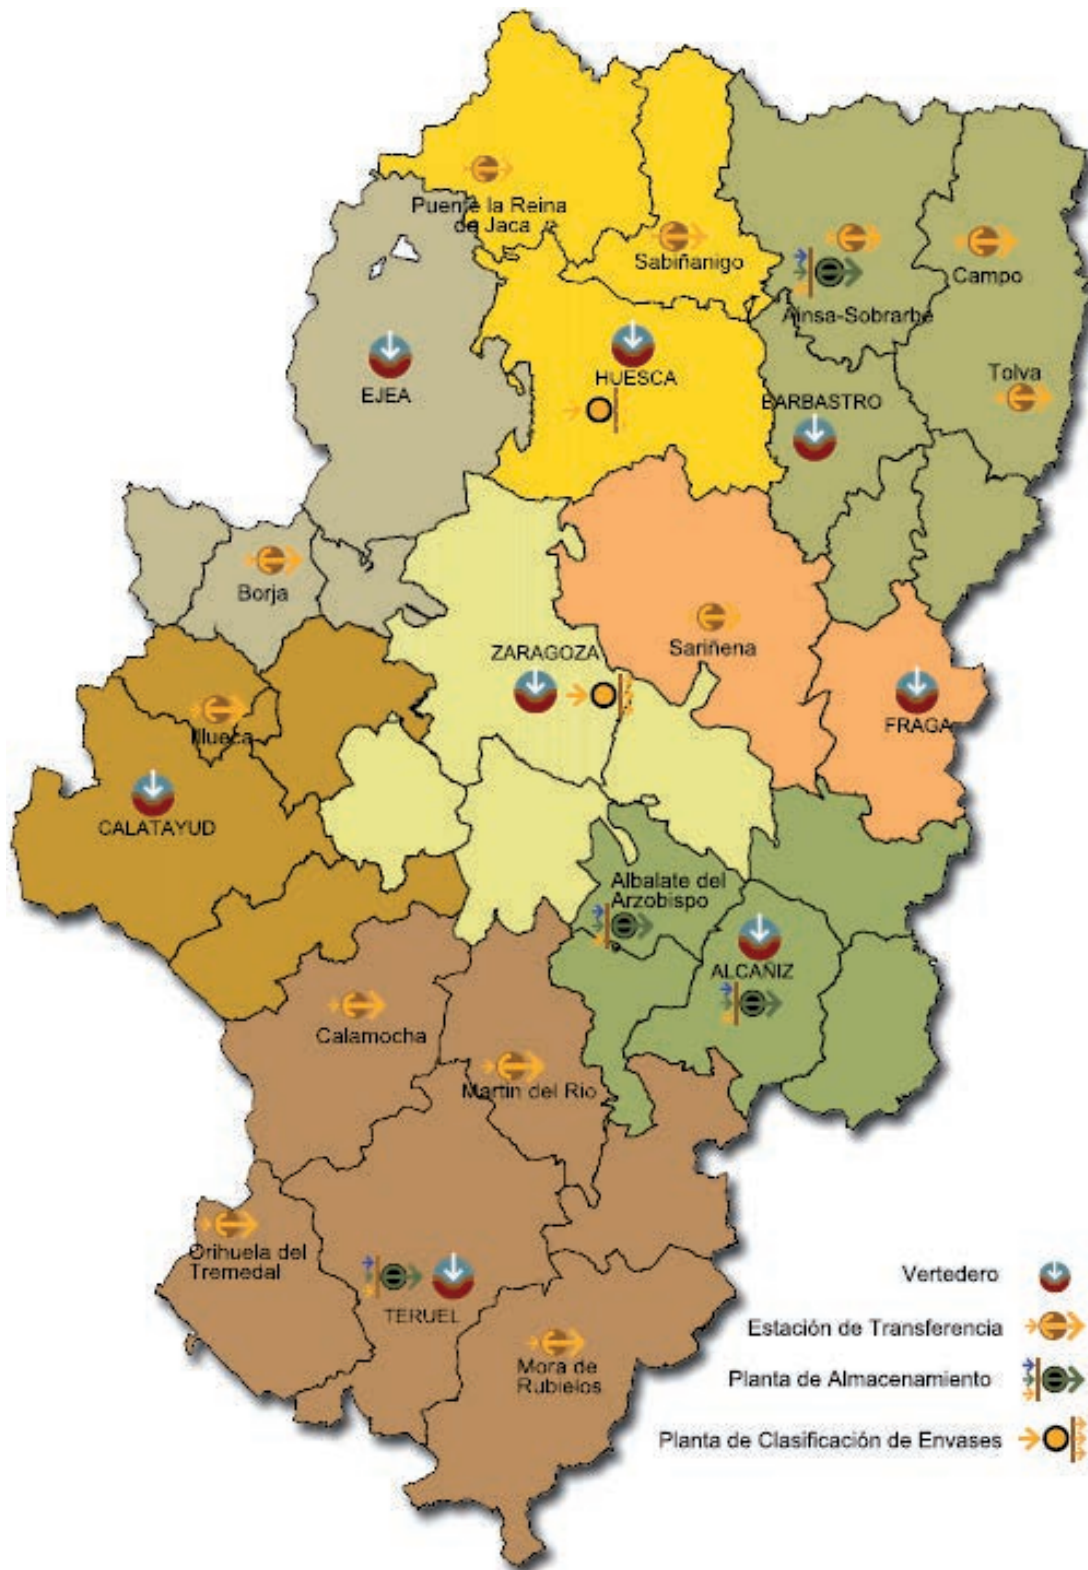 Puente la Reina
de Jaca
Sabiñanigo
Ainsa-Sobrarbe
Campo
Tolva
EJEA
HUESCA
BARBASTRO
Borja
ZARAGOZA
Sariñena
FRAGA
Illueca
CALATAYUD
Albalate del
Arzobispo
ALCAÑIZ
Calamocha
Martin del Rio
Orihuela del
Tremedal
TERUEL
Mora de
Rubielos
Vertedero
Estación de Transferencia
Planta de Almacenamiento
Planta de Clasificación de Envases